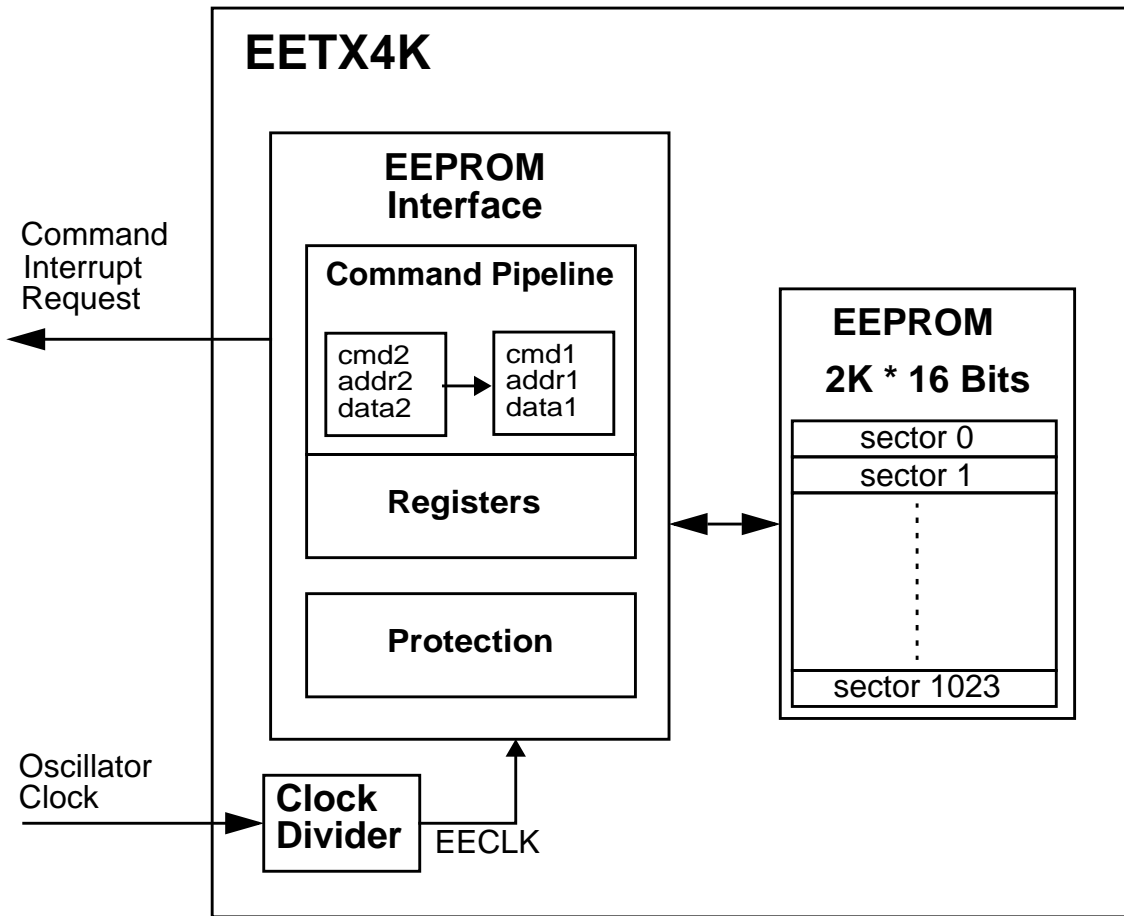 EETX4K
EEPROM
Interface
Command
Interrupt
Request
Command Pipeline
cmd2
addr2
data2
cmd1
addr1
data1
Registers
Protection
EEPROM
2K * 16 Bits
sector 0
sector 1
sector 1023
Oscillator
Clock
Clock
Divider
EECLK